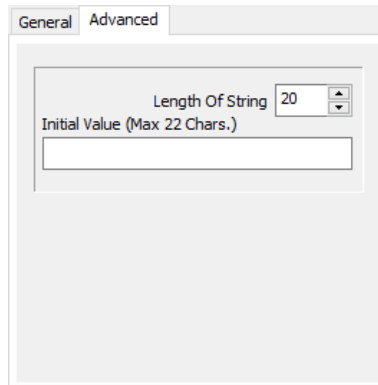 General Advanced
Length Of String 20
Initial Value (Max 22 Chars.)